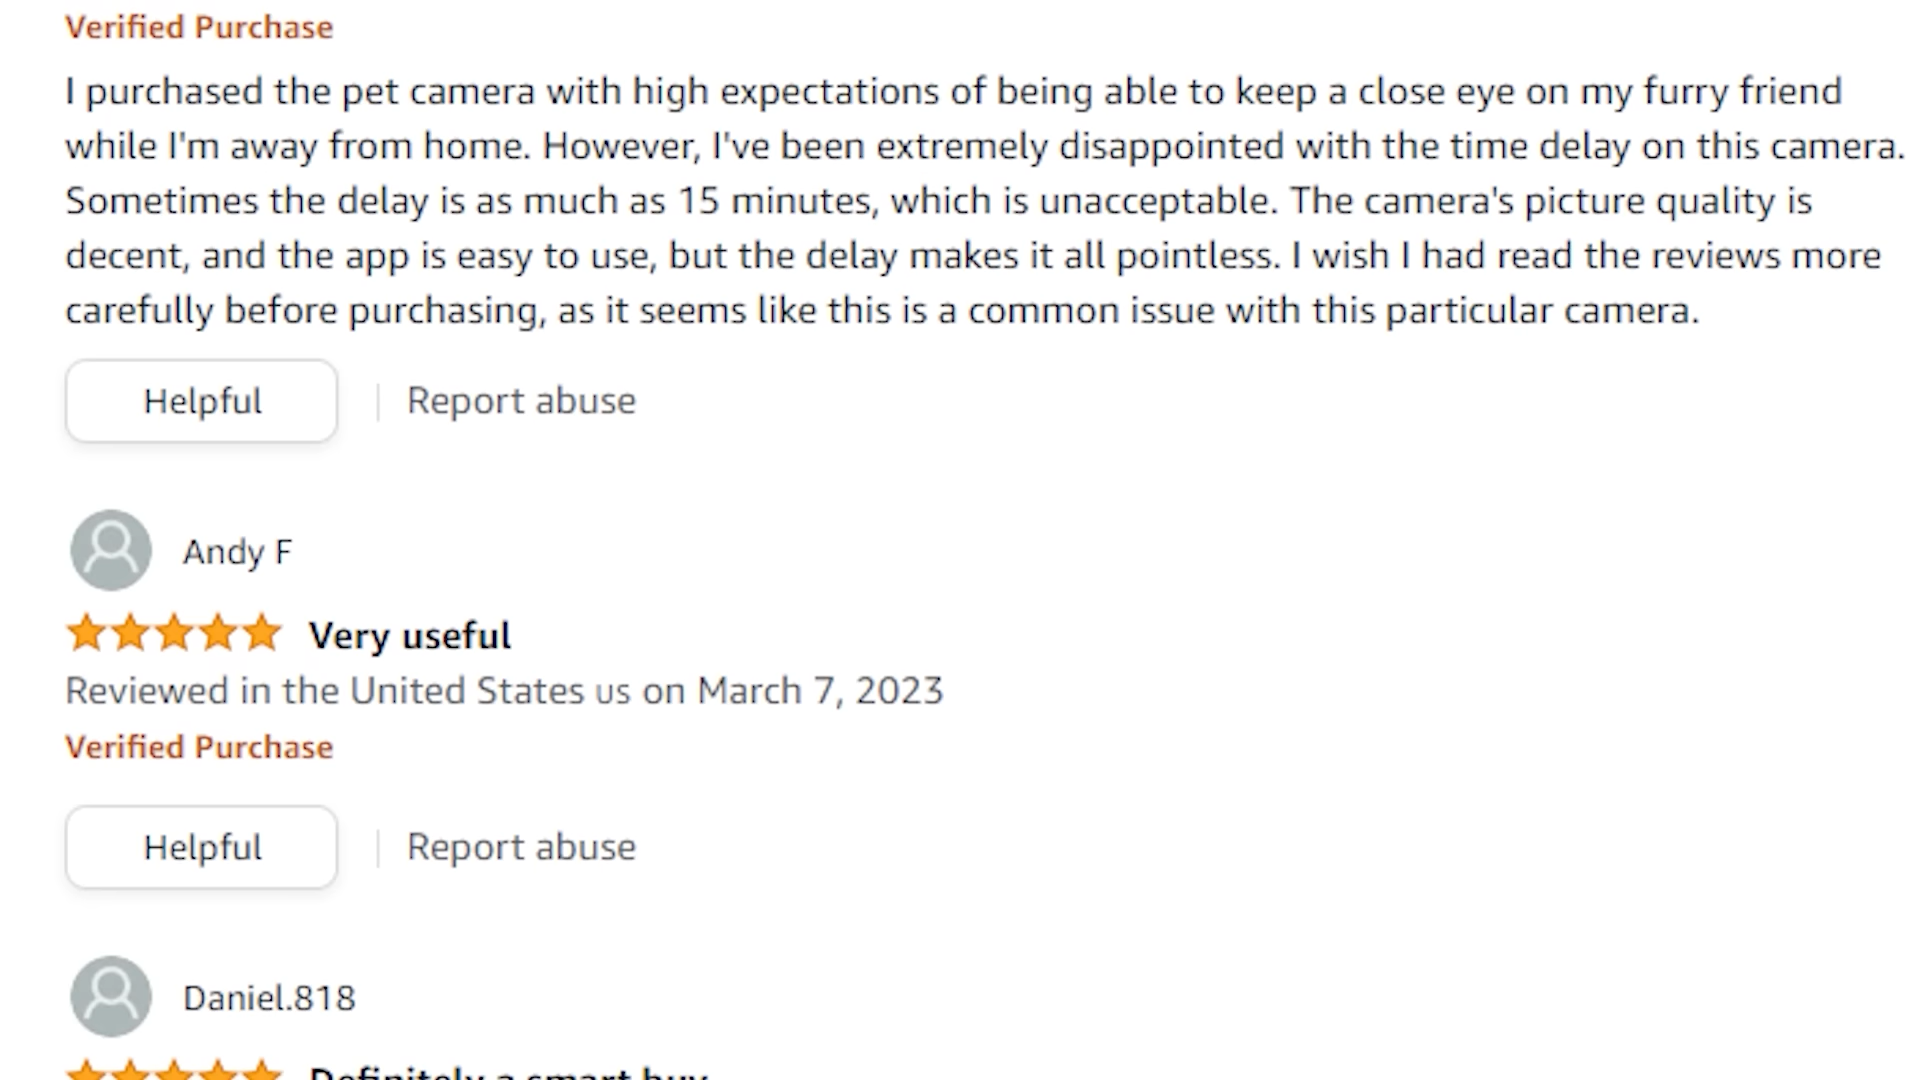 Verified Purchase
I purchased the pet camera with high expectations of being able to keep a close eye on my furry friend
while I'm away from home. However, I've been extremely disappointed with the time delay on this camera.
Sometimes the delay is as much as 15 minutes, which is unacceptable. The camera's picture quality is
decent, and the app is easy to use, but the delay makes it all pointless. I wish I had read the reviews more
carefully before purchasing, as it seems like this is a common issue with this particular camera.
Helpful | Report abuse
Andy F
Very useful
Reviewed in the United States us on March 7, 2023
Verified Purchase
Helpful | Report abuse
Daniel.818
Definitely a smart buy